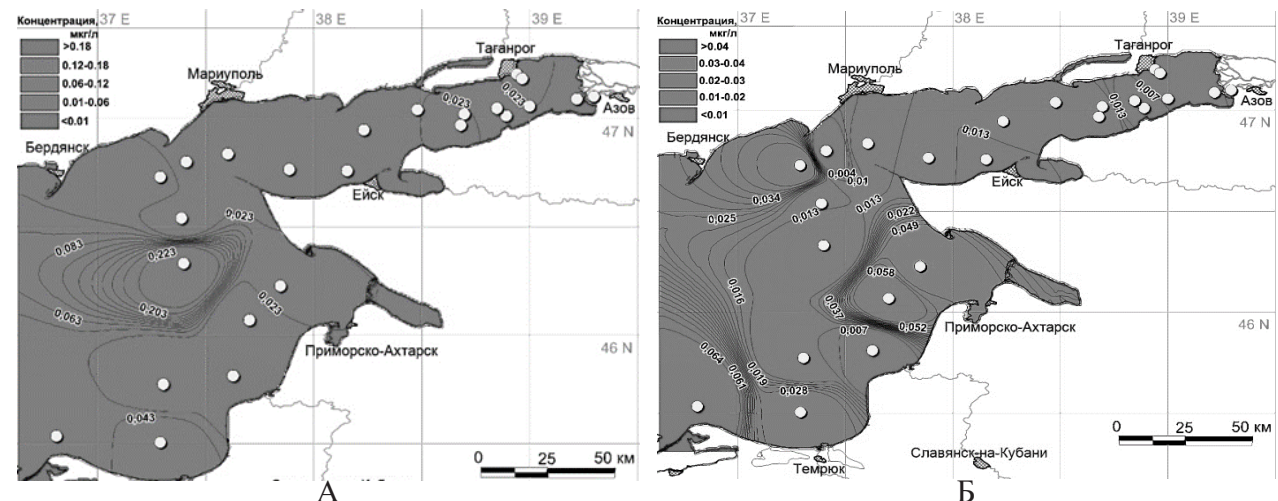 Концентрация,
мкг/л
>0.18
0.12-0.18
0.06-0.12
0.01-0.06
<0.01
37 E
38 E
39 E
Таганрог
Мариуполь
Азов
47 N
Бердянск
Ейск
0,023
0,023
0,023
0,083
0,223
0,203
0,063
0,023
Приморско-Ахтарск
46 N
0,043
0 25 50 км
А
Концентрация,
мкг/л
>0.04
0.03-0.04
0.02-0.03
0.01-0.02
<0.01
37 E
38 E
39 E
Таганрог
Мариуполь
Азов
47 N
Бердянск
Ейск
0,007
0,013
0,013
0,004
0,01
0,034
0,013
0,013
0,025
0,022
0,049
0,058
0,016
0,037
0,007
0,052
Приморско-Ахтарск
46 N
0,064
0,061
0,019
0,028
0 25 50 км
Темрюк
Славянск-на-Кубани
Б